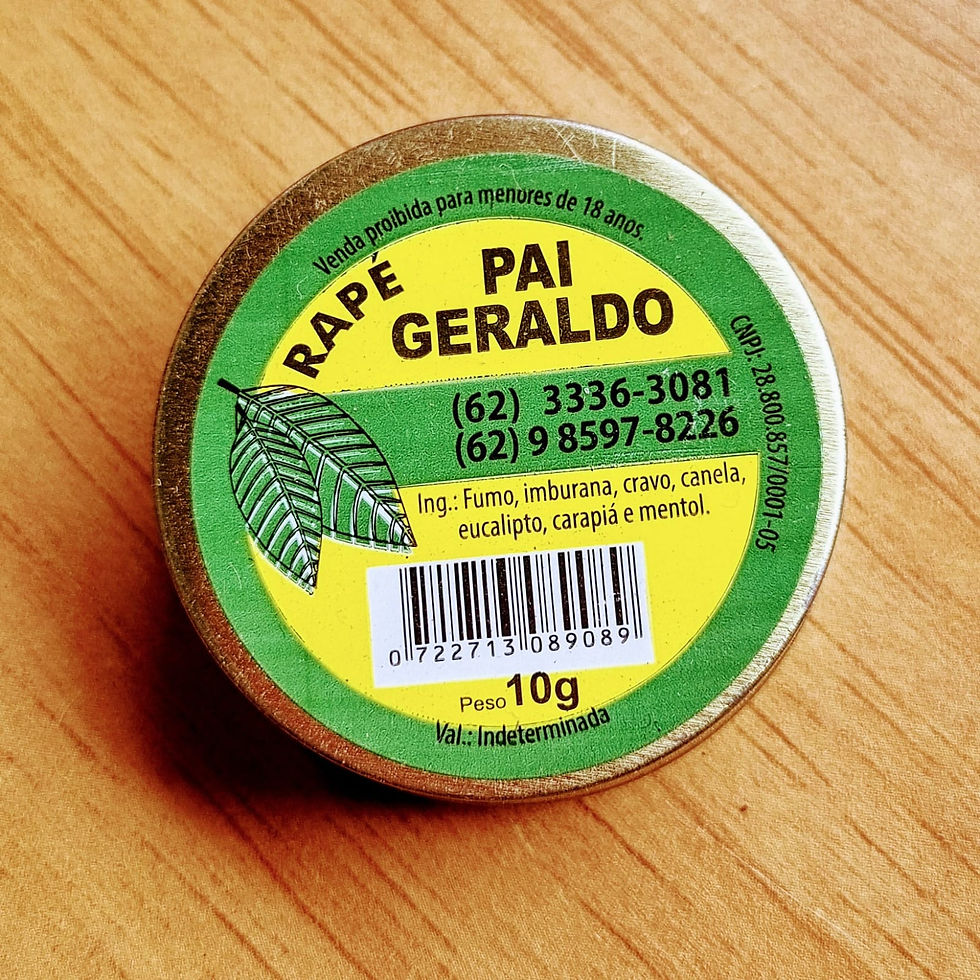 Venda proibida para menores de 18 anos.
RAPÉ
PAI
GERALDO
(62) 3336-3081
(62) 9 8597-8226
CNPJ: 28.800.857/0001-05
Ing.: Fumo, imburana, cravo, canela,
eucalipto, carapiá e mentol.
0 722713 089089
Peso 10g
Val.: Indeterminada